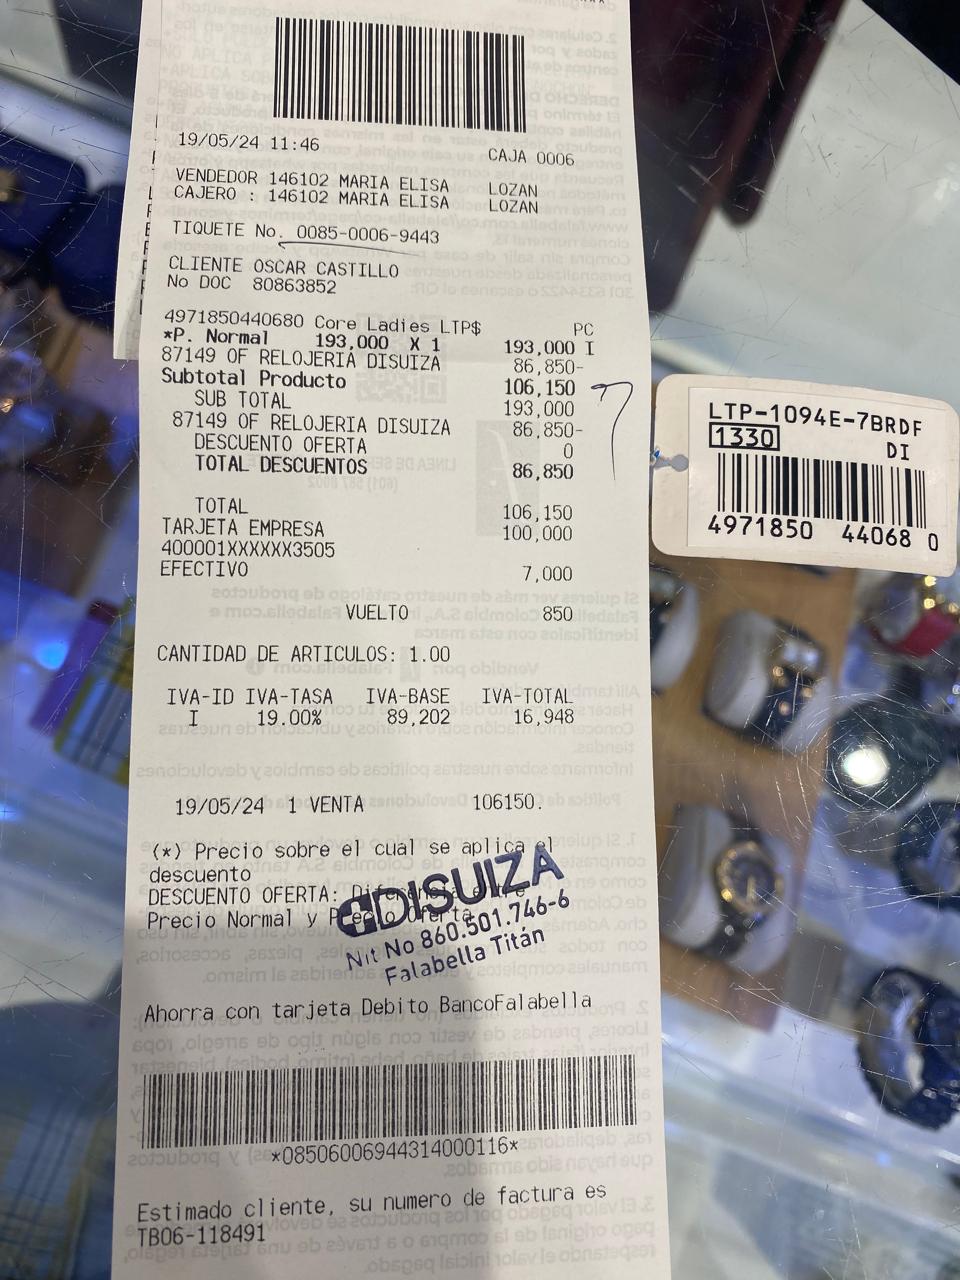 19/05/24 11:46 CAJA 0006
VENDEDOR 146102 MARIA ELISA LOZAN
CAJERO : 146102 MARIA ELISA LOZAN
TIQUETE No. 0085-0006-9443
CLIENTE OSCAR CASTILLO
No DOC 80863852
4971850440680 Core Ladies LTP$ PC
*P. Normal 193,000 X 1 193,000 I
87149 OF RELOJERIA DISUIZA 86,850-
Subtotal Producto 106,150
SUB TOTAL 193,000
87149 OF RELOJERIA DISUIZA 86,850-
DESCUENTO OFERTA 0
TOTAL DESCUENTOS 86,850
TOTAL 106,150
TARJETA EMPRESA 100,000
400001XXXXXX3505
EFECTIVO 7,000
VUELTO 850
CANTIDAD DE ARTICULOS: 1.00
IVA-ID IVA-TASA IVA-BASE IVA-TOTAL
I 19.00% 89,202 16,948
19/05/24 1 VENTA 106150.
(*) Precio sobre el cual se aplica el
descuento
DESCUENTO OFERTA: Diferencia entre
Precio Normal y Precio Oferta
DISUIZA
Nit No 860.501.746-6
Falabella Titán
Ahorra con tarjeta Debito BancoFalabella
*08506006944314000116*
Estimado cliente, su numero de factura es
TB06-118491
LTP-1094E-7BRDF
1330 DI
4971850 44068 0